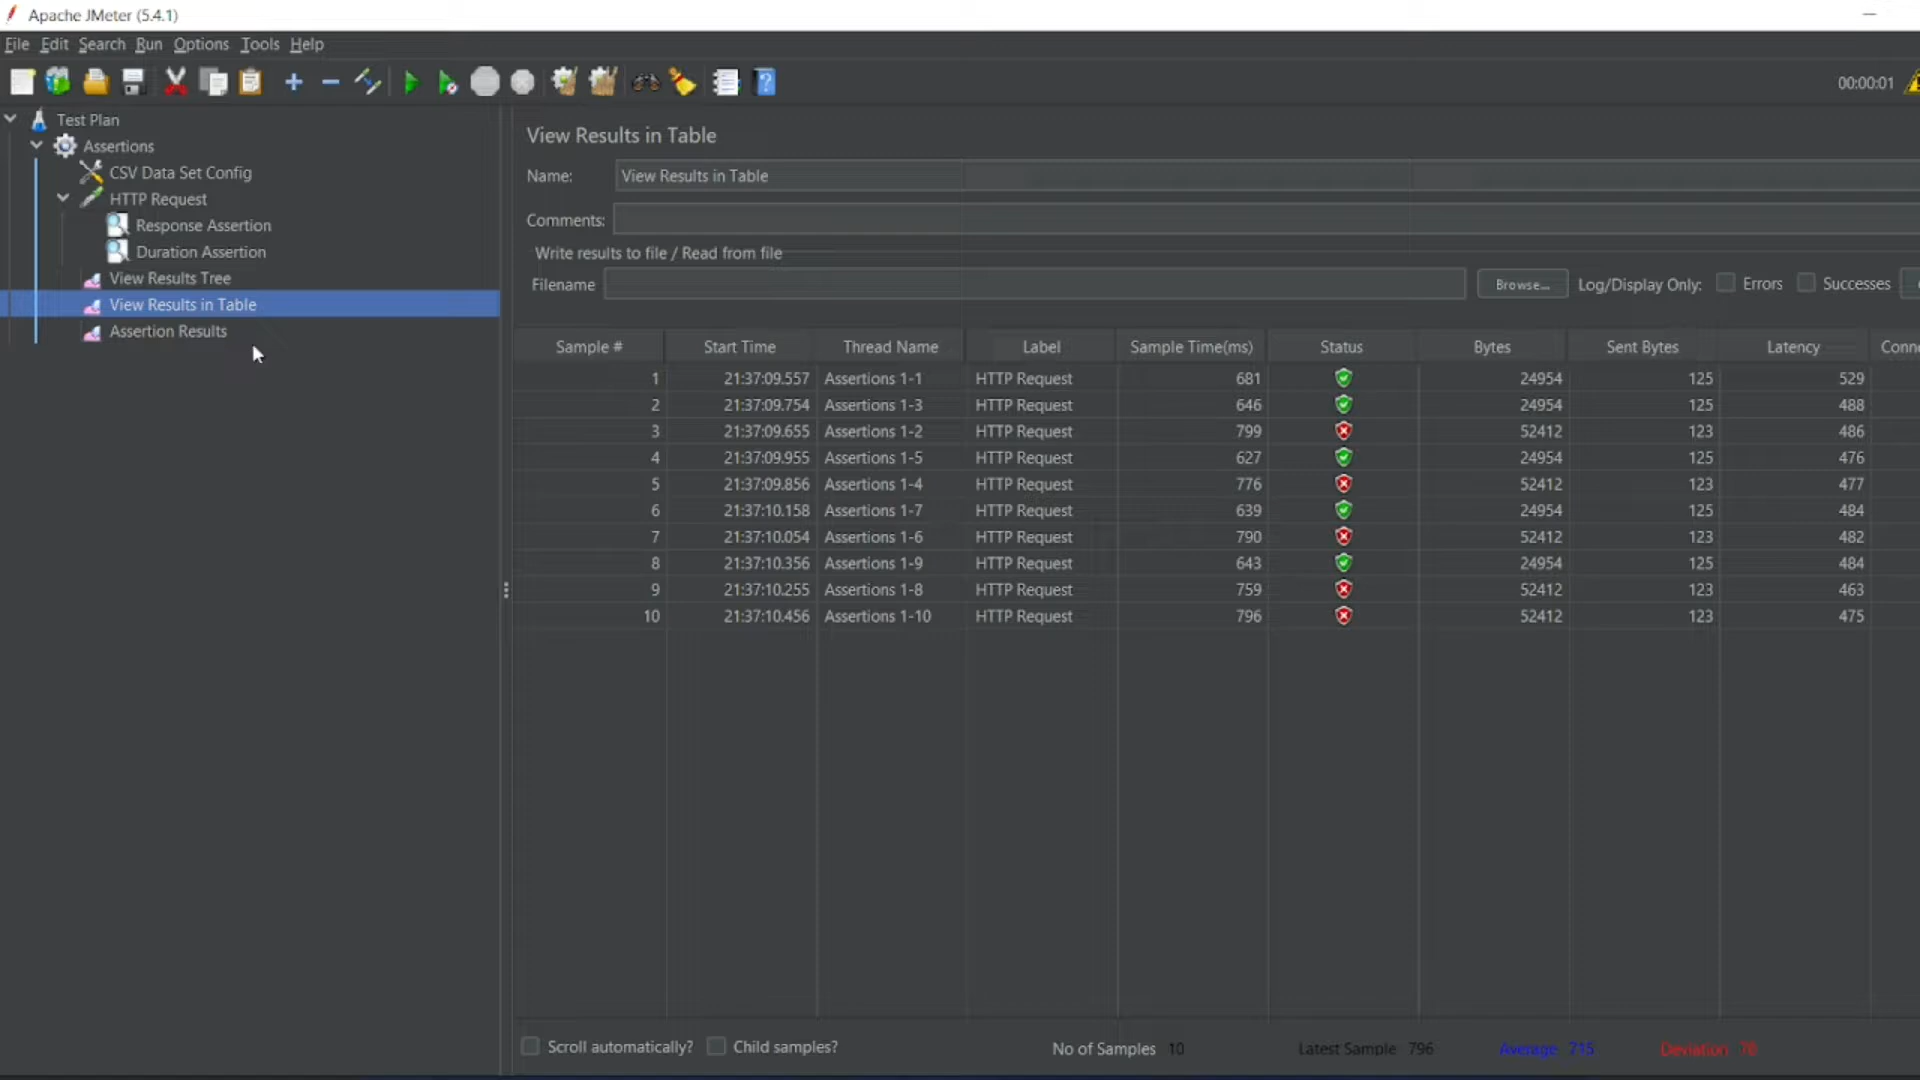 Apache JMeter (5.4.1)
File Edit Search Run Options Tools Help
00:00:01
Test Plan
Assertions
CSV Data Set Config
HTTP Request
Response Assertion
Duration Assertion
View Results Tree
View Results in Table
Assertion Results
View Results in Table
Name: View Results in Table
Comments:
Write results to file / Read from file
Filename Browse... Log/Display Only: Errors Successes
Sample # Start Time Thread Name Label Sample Time(ms) Status Bytes Sent Bytes Latency Conne
1 21:37:09.557 Assertions 1-1 HTTP Request 681 24954 125 529
2 21:37:09.754 Assertions 1-3 HTTP Request 646 24954 125 488
3 21:37:09.655 Assertions 1-2 HTTP Request 799 52412 123 486
4 21:37:09.955 Assertions 1-5 HTTP Request 627 24954 125 476
5 21:37:09.856 Assertions 1-4 HTTP Request 776 52412 123 477
6 21:37:10.158 Assertions 1-7 HTTP Request 639 24954 125 484
7 21:37:10.054 Assertions 1-6 HTTP Request 790 52412 123 482
8 21:37:10.356 Assertions 1-9 HTTP Request 643 24954 125 484
9 21:37:10.255 Assertions 1-8 HTTP Request 759 52412 123 463
10 21:37:10.456 Assertions 1-10 HTTP Request 796 52412 123 475
Scroll automatically? Child samples? No of Samples 10 Latest Sample 796 Average 715 Deviation